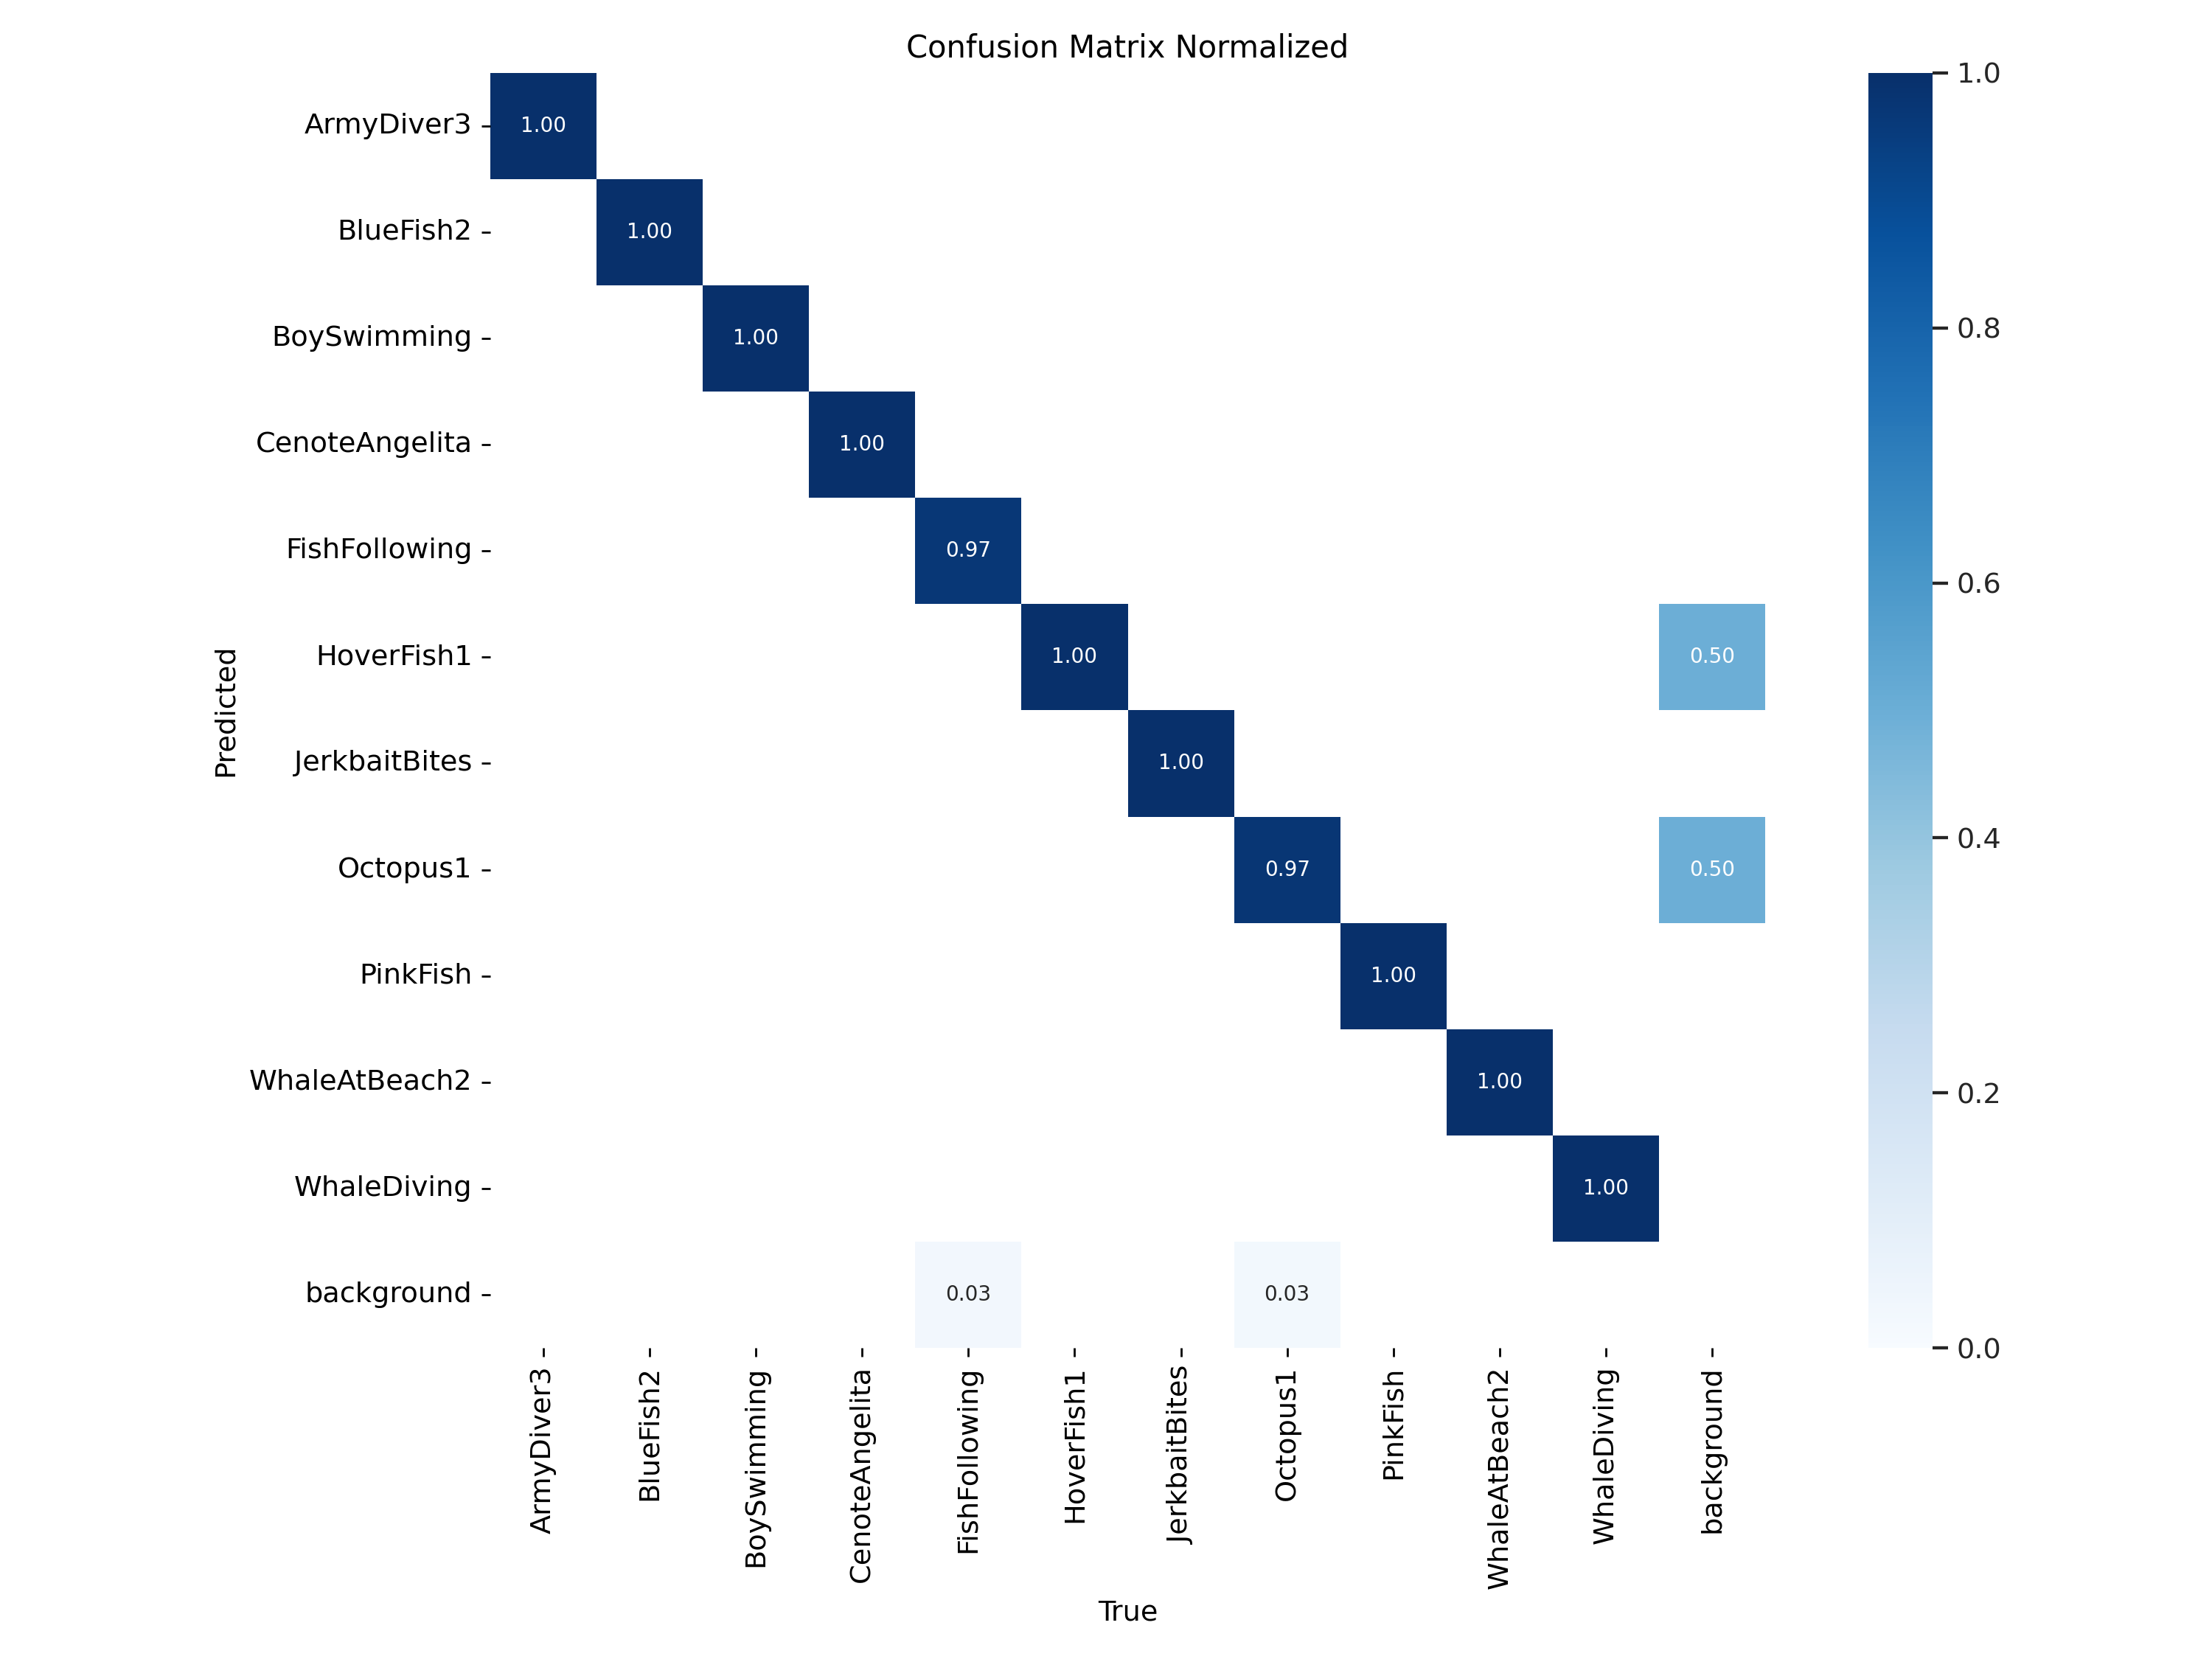 Confusion Matrix Normalized
ArmyDiver3
1.00
1.0
BlueFish2
1.00
BoySwimming
1.00
0.8
CenoteAngelita
1.00
FishFollowing
0.97
0.6
HoverFish1
1.00
0.50
Predicted
JerkbaitBites
1.00
Octopus1
0.97
0.50
0.4
PinkFish
1.00
WhaleAtBeach2
1.00
0.2
WhaleDiving
1.00
background
0.03
0.03
0.0
ArmyDiver3
BlueFish2
BoySwimming
CenoteAngelita
FishFollowing
HoverFish1
JerkbaitBites
Octopus1
PinkFish
WhaleAtBeach2
WhaleDiving
background
True